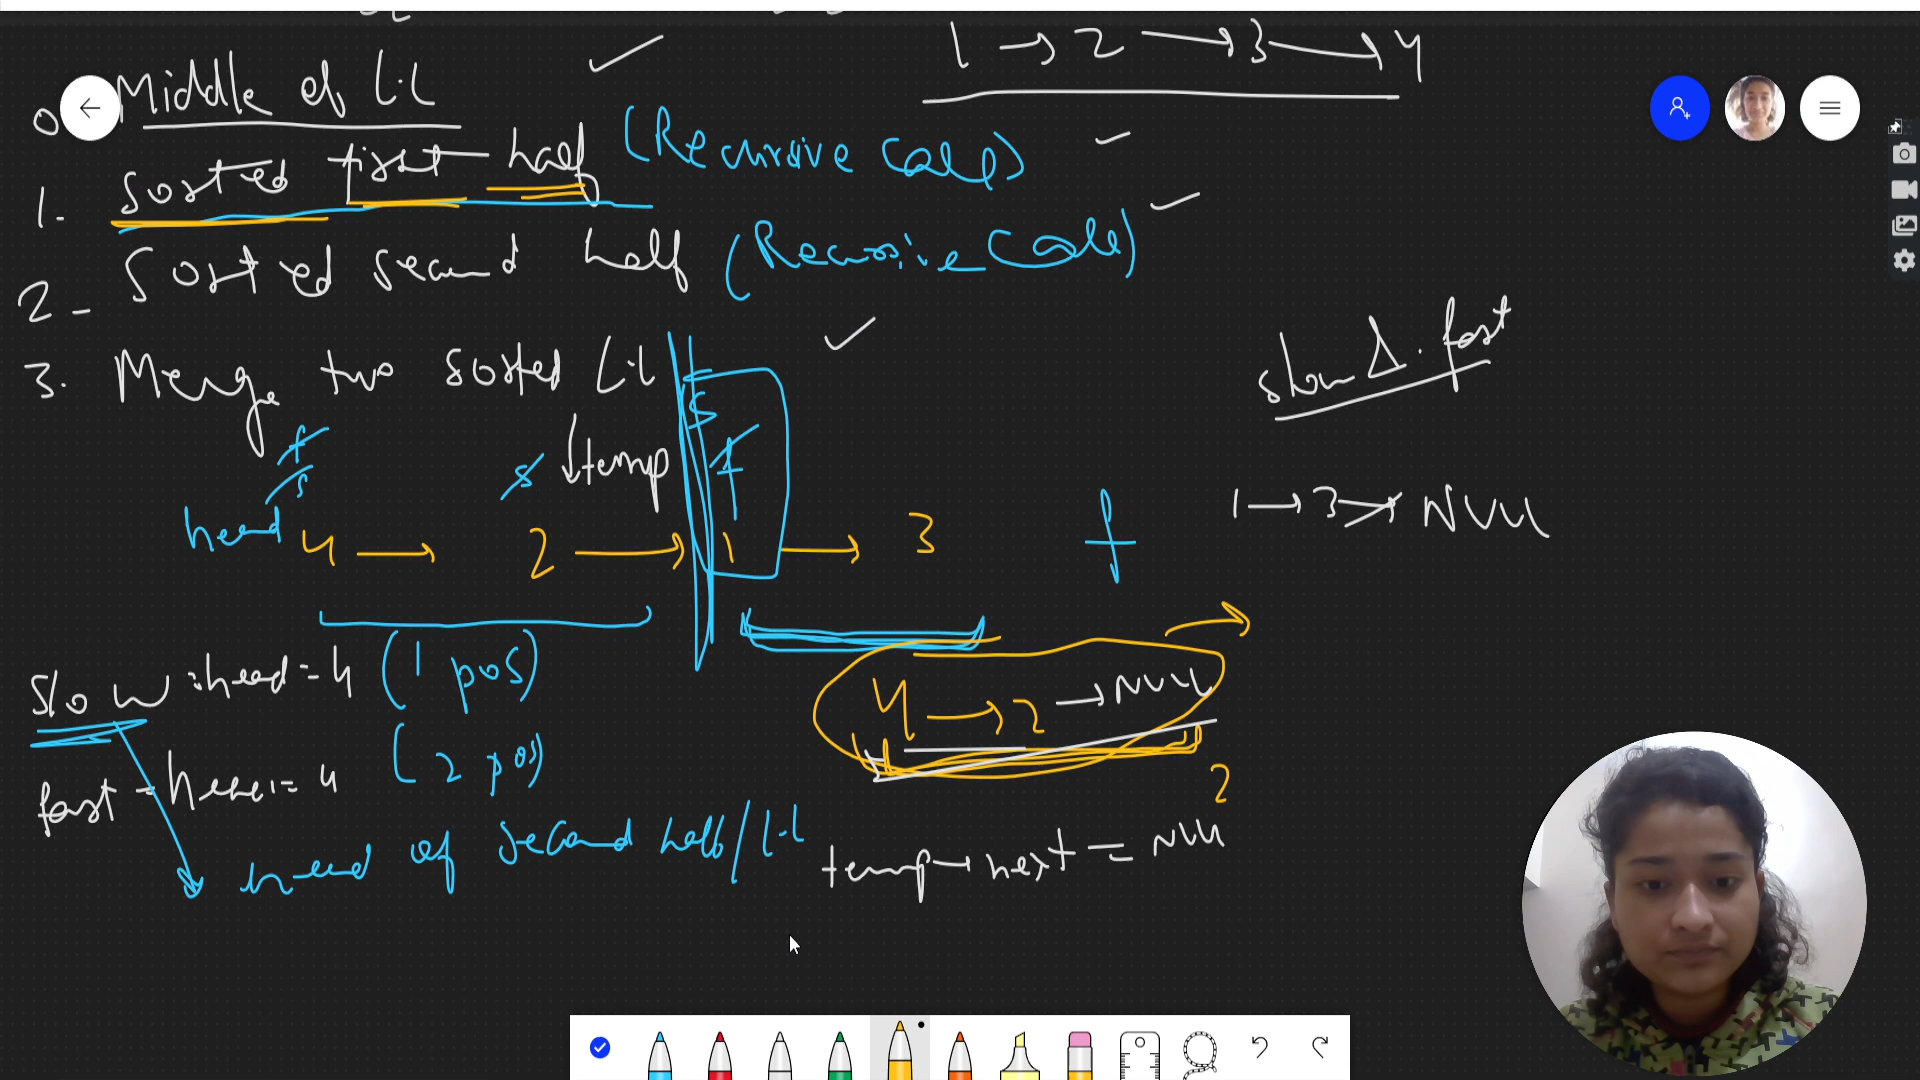 1 → 2 → 3 → 4
0. Middle of L.L
1. Sorted first half (Recursive Call)
2 - Sorted second half (Recursive Call)
3. Merge two sorted L.L
slow & fast
f s s ↓temp s f
head 4 → 2 → 1 → 3 f
1 → 3 → NULL
slow = head = 4 (1 pos)
4 → 2 → NULL
fast = head = 4 (2 pos)
2
head of second half/L.L
temp→next = NULL